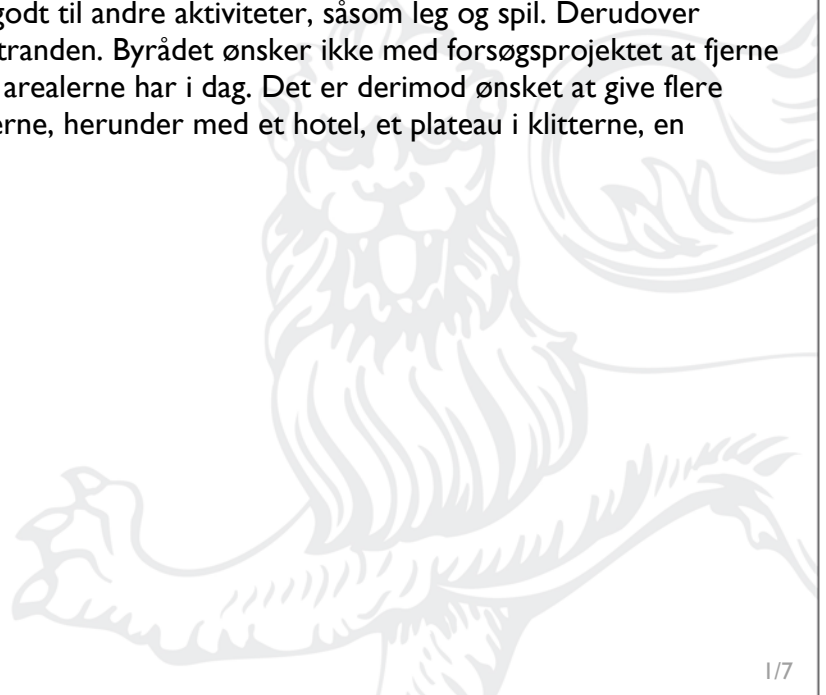 godt til andre aktiviteter, såsom leg og spil. Derudover
tranden. Byrådet ønsker ikke med forsøgsprojektet at fjerne
arealerne har i dag. Det er derimod ønsket at give flere
erne, herunder med et hotel, et plateau i klitterne, en
1/7